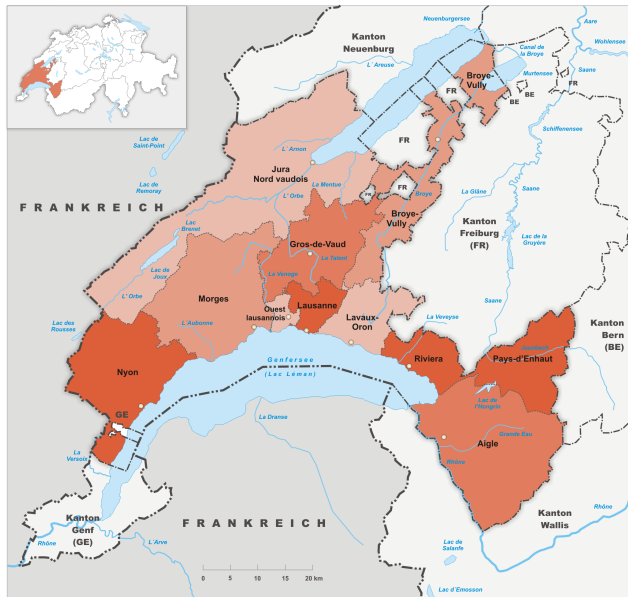 Neuenburgersee
Aare
Wohlensee
Kanton
Neuenburg
Canal de
la Broye
L´Areuse
Broye-
Vully
Murtensee
Saane
FR
FR
BE
BE
Lac de
Saint-Point
FR
Schiffenensee
L´Arnon
Jura
Nord vaudois
Lac de
Remoray
La Mentue
FR
FR
Broye
La Glâne
Saane
L´Orbe
FRANKREICH
Broye-
Vully
Kanton
Freiburg
(FR)
Lac
Brenet
Gros-de-Vaud
Lac de la
Gruyère
Le Talent
Lac de
Joux
La Venoge
L´Orbe
Morges
Lausanne
Saane
Ouest
lausannois
Lavaux-
Oron
La Veveyse
Kanton
Bern
(BE)
Lac des
Rousses
L´Aubonne
Genfersee
(Lac Léman)
Riviera
Pays-d'Enhaut
Nyon
Lac de
l'Hongrin
GE
La Dranse
Grande Eau
Aigle
La
Versoix
Rhône
Kanton
Genf
(GE)
FRANKREICH
Kanton
Wallis
Rhône
Rhône
L´Arve
Lac de
Salanfe
0 5 10 15 20 km
Lac d´Emosson